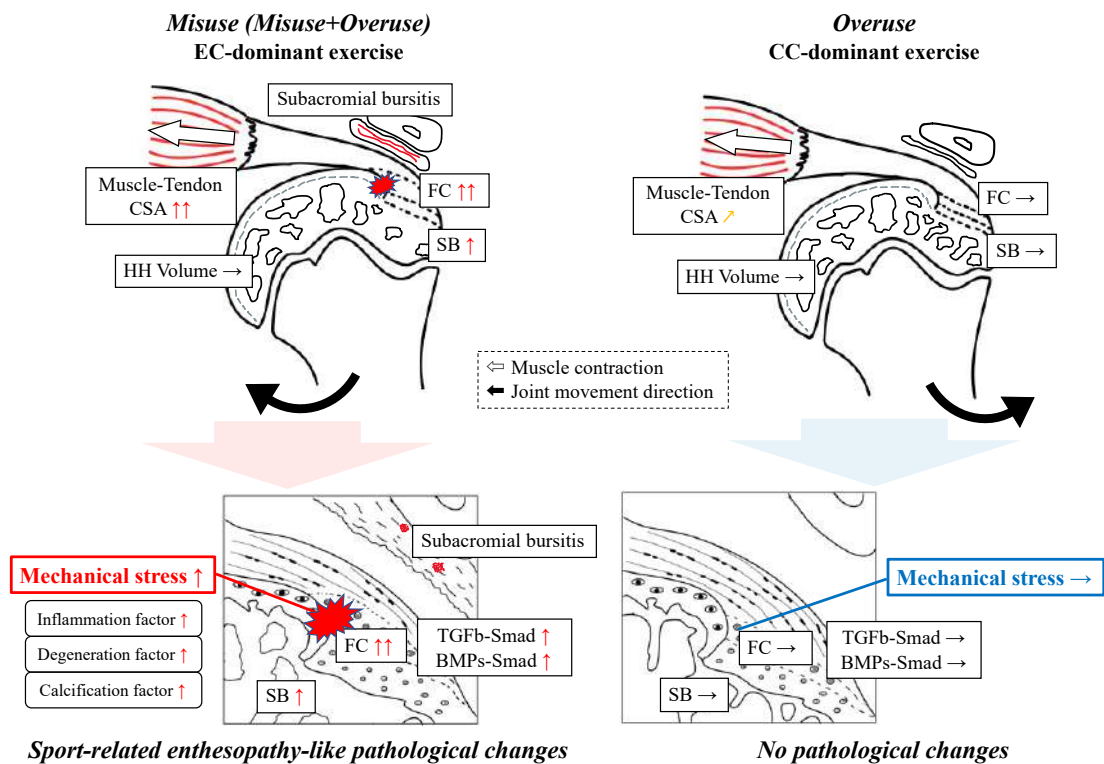 Misuse (Misuse+Overuse)
EC-dominant exercise
Subacromial bursitis
Muscle-Tendon
CSA ↑↑
FC ↑↑
SB ↑
HH Volume →
Overuse
CC-dominant exercise
Muscle-Tendon
CSA ↗
FC →
SB →
HH Volume →
⇦ Muscle contraction
⬅ Joint movement direction
Subacromial bursitis
Mechanical stress ↑
Inflammation factor ↑
Degeneration factor ↑
Calcification factor ↑
FC ↑↑
TGFb-Smad ↑
BMPs-Smad ↑
SB ↑
Sport-related enthesopathy-like pathological changes
Mechanical stress →
FC →
TGFb-Smad →
BMPs-Smad →
SB →
No pathological changes